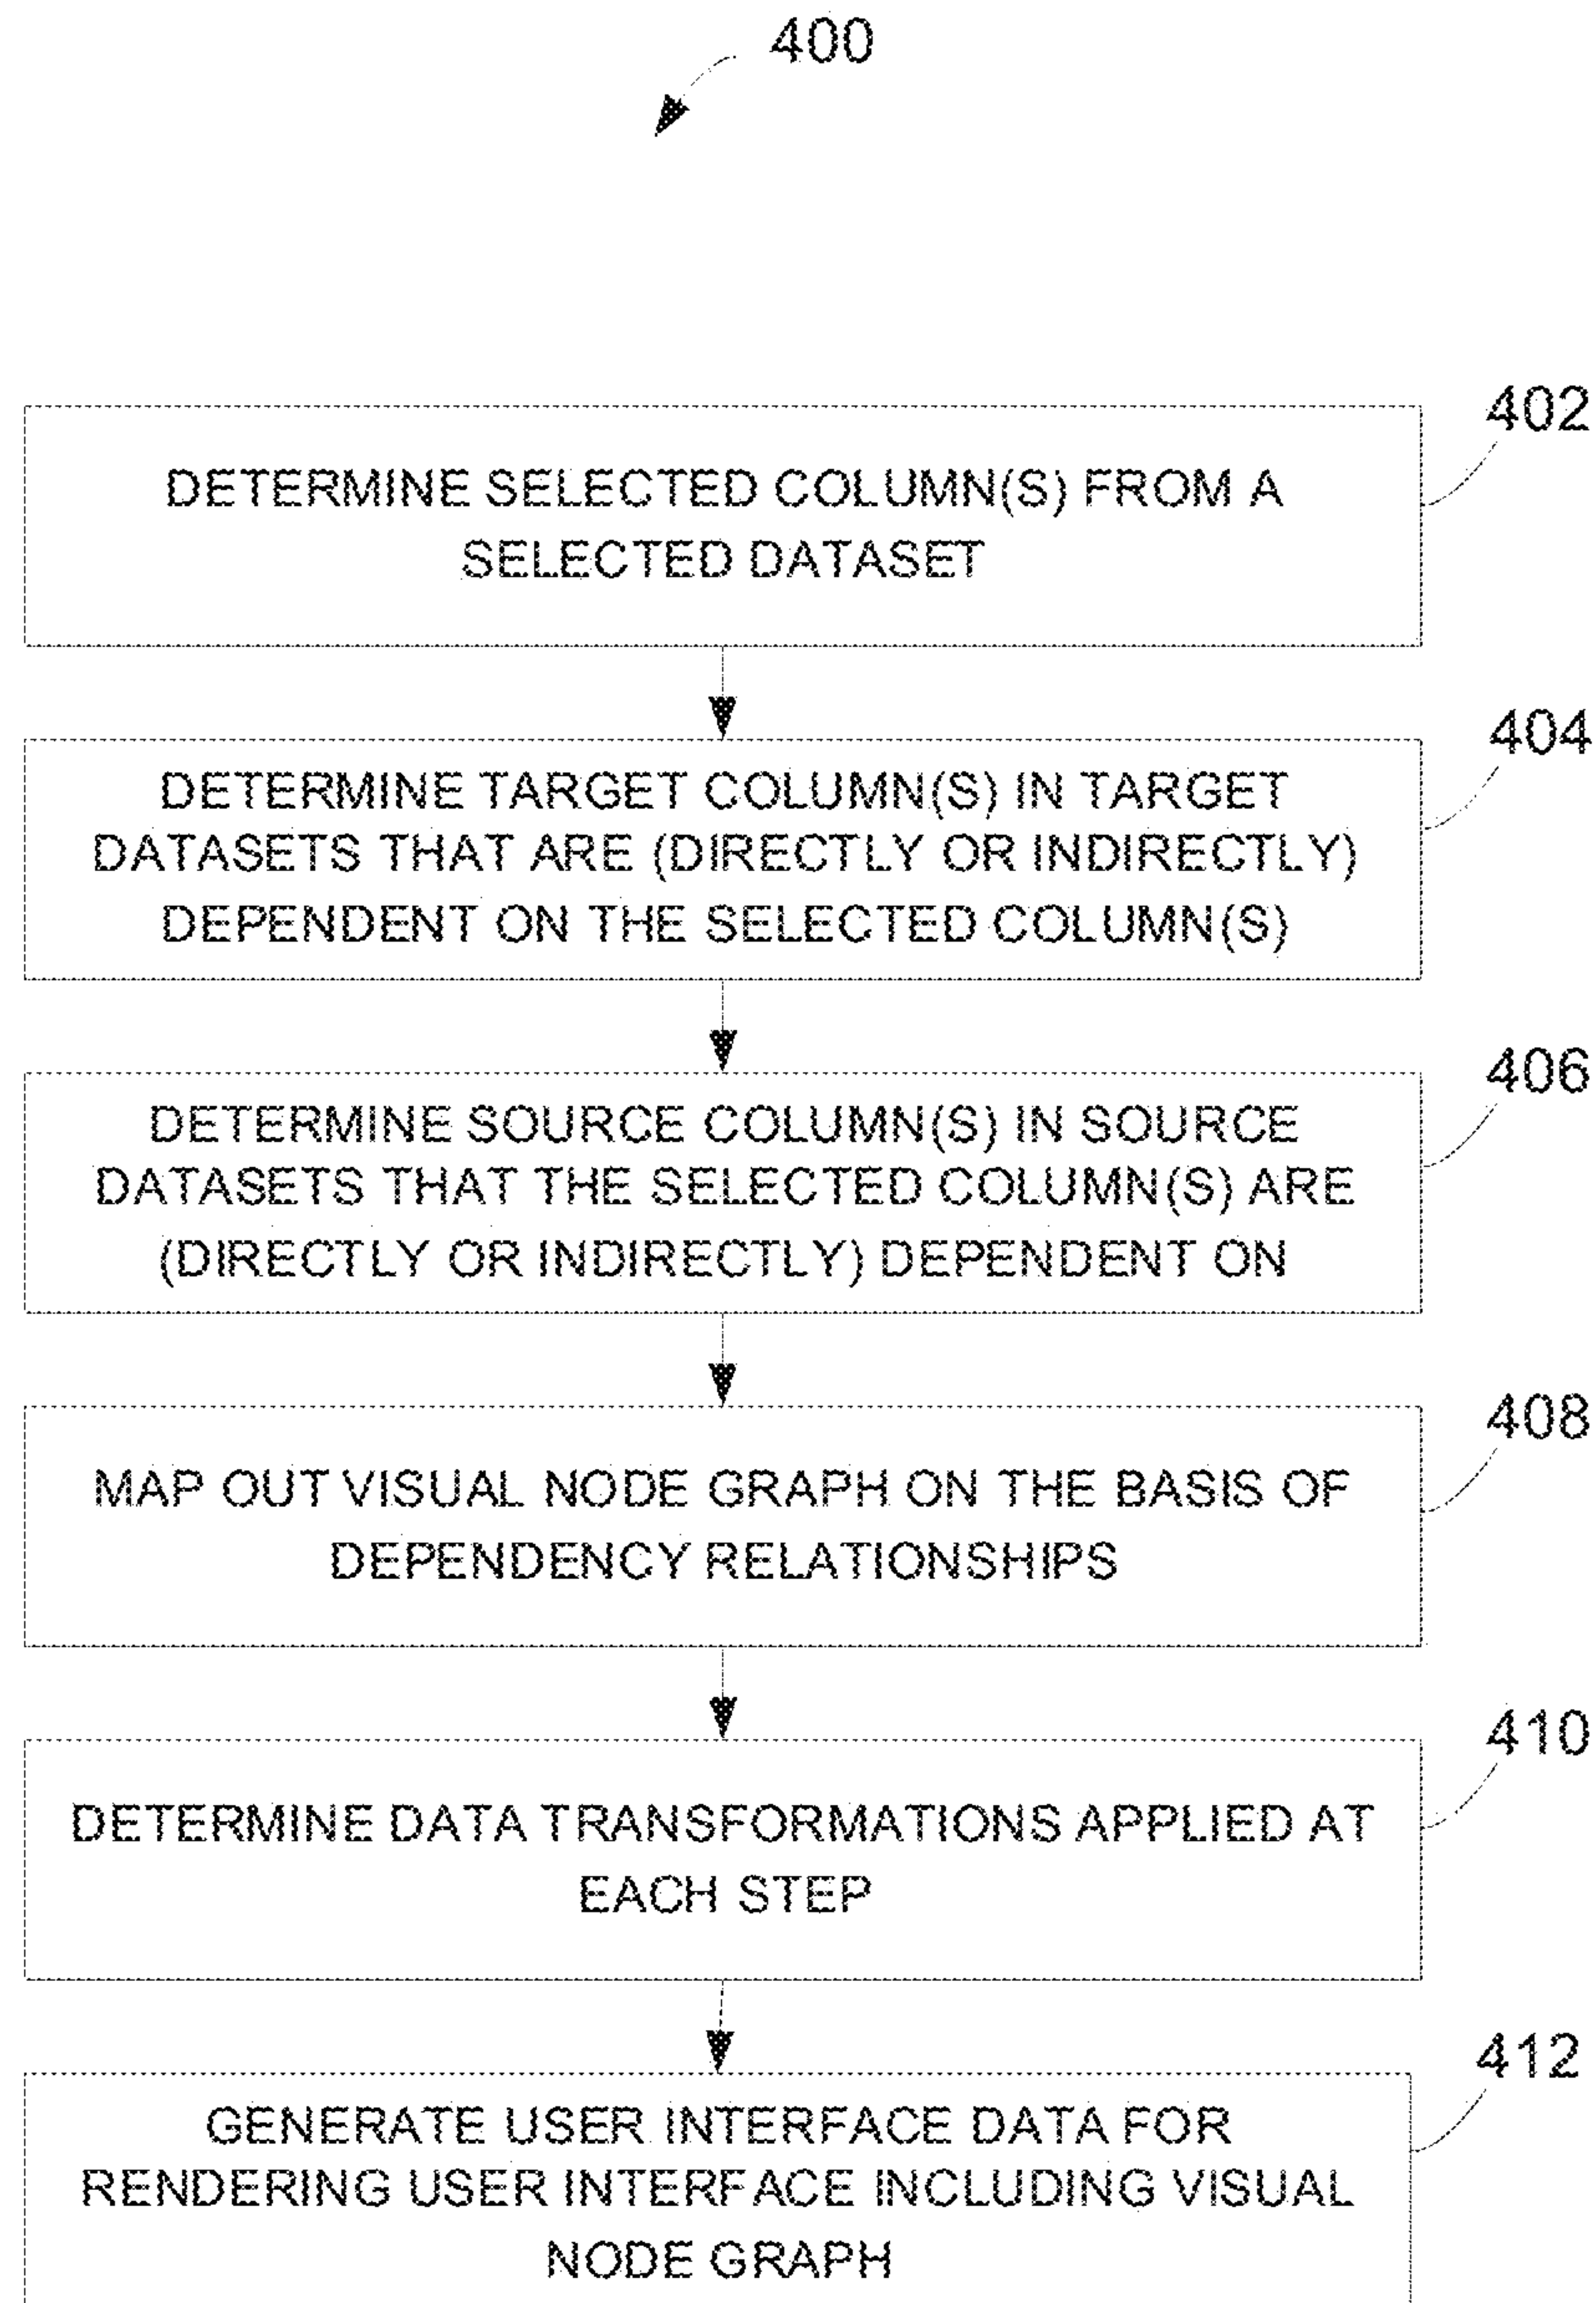 400
402
DETERMINE SELECTED COLUMN(S) FROM A
SELECTED DATASET
404
DETERMINE TARGET COLUMN(S) IN TARGET
DATASETS THAT ARE (DIRECTLY OR INDIRECTLY)
DEPENDENT ON THE SELECTED COLUMN(S)
406
DETERMINE SOURCE COLUMN(S) IN SOURCE
DATASETS THAT THE SELECTED COLUMN(S) ARE
(DIRECTLY OR INDIRECTLY) DEPENDENT ON
408
MAP OUT VISUAL NODE GRAPH ON THE BASIS OF
DEPENDENCY RELATIONSHIPS
410
DETERMINE DATA TRANSFORMATIONS APPLIED AT
EACH STEP
412
GENERATE USER INTERFACE DATA FOR
RENDERING USER INTERFACE INCLUDING VISUAL
NODE GRAPH